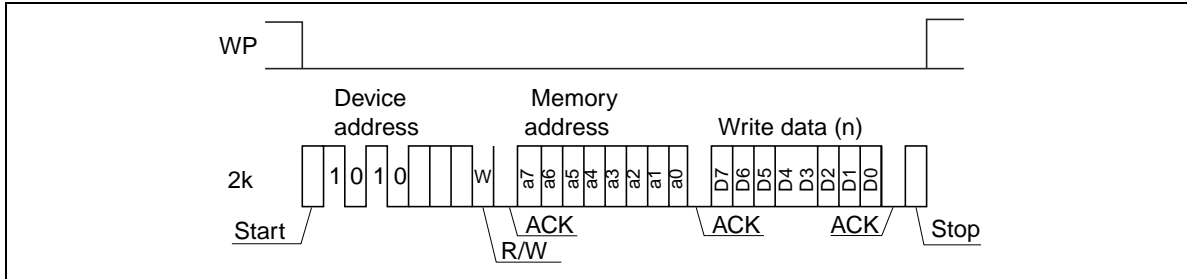 WP
Device Memory
address address Write data (n)
2k 1 0 1 0 W a7 a6 a5 a4 a3 a2 a1 a0 D7 D6 D5 D4 D3 D2 D1 D0
Start ACK ACK ACK Stop
R/W